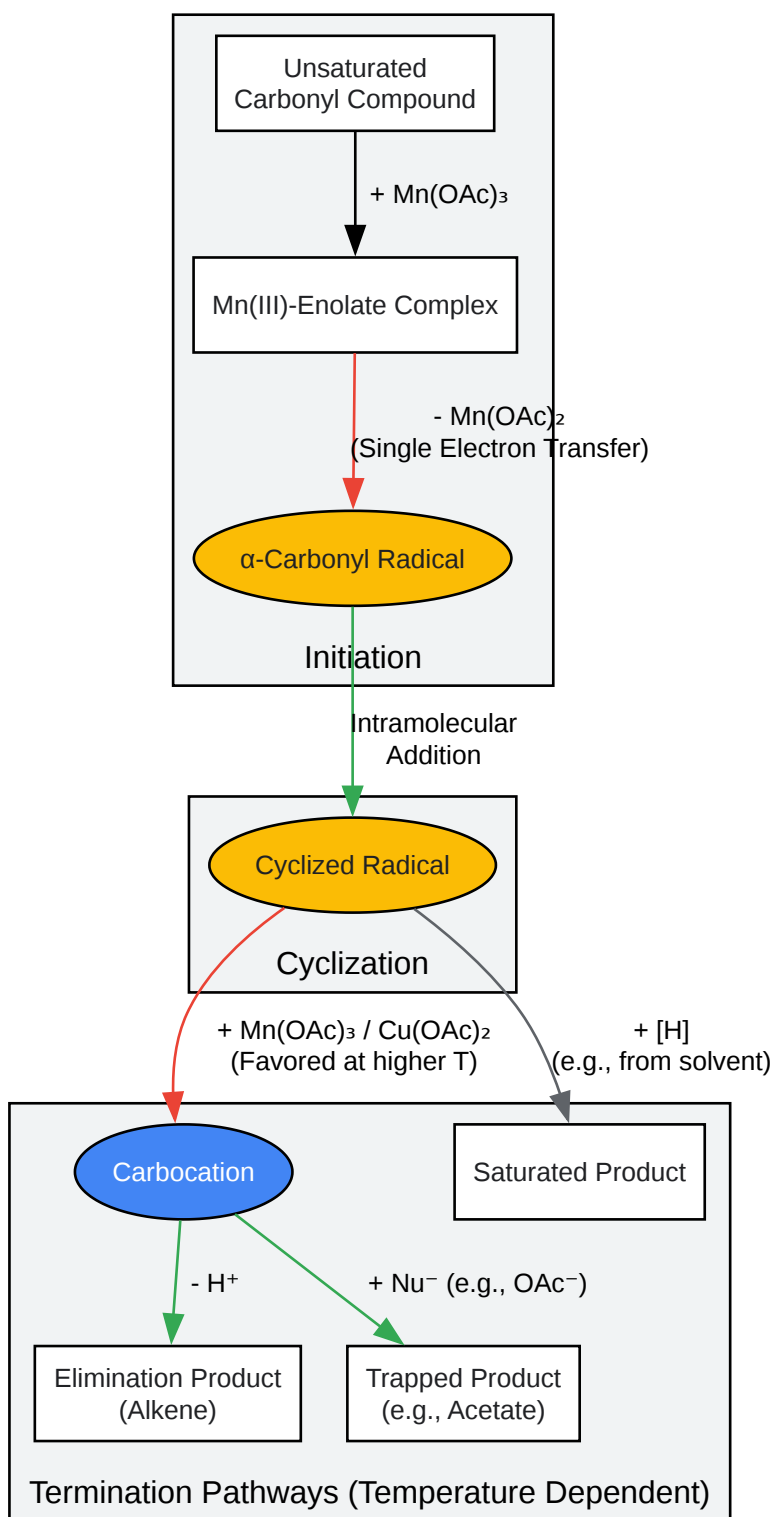 Unsaturated
Carbonyl Compound
+ Mn(OAc)₃
Mn(III)-Enolate Complex
- Mn(OAc)₂
(Single Electron Transfer)
α-Carbonyl Radical
Initiation
Intramolecular
Addition
Cyclized Radical
Cyclization
+ Mn(OAc)₃ / Cu(OAc)₂
(Favored at higher T)
+ [H]
(e.g., from solvent)
Carbocation
Saturated Product
- H⁺
+ Nu⁻ (e.g., OAc⁻)
Elimination Product
(Alkene)
Trapped Product
(e.g., Acetate)
Termination Pathways (Temperature Dependent)